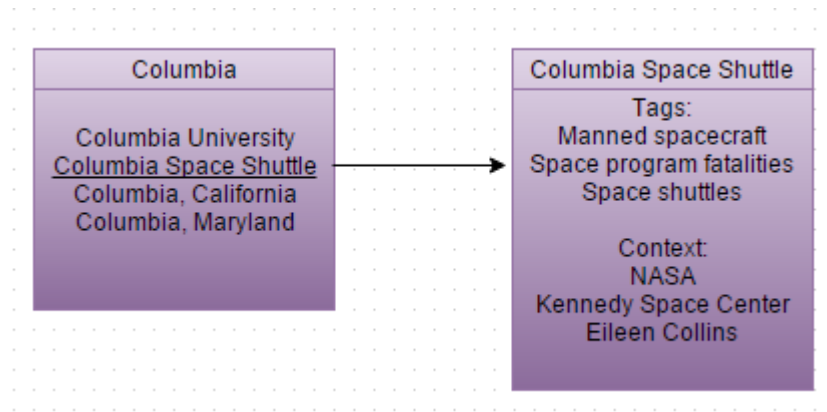 Columbia
Columbia University
Columbia Space Shuttle
Columbia, California
Columbia, Maryland
Columbia Space Shuttle
Tags:
Manned spacecraft
Space program fatalities
Space shuttles
Context:
NASA
Kennedy Space Center
Eileen Collins